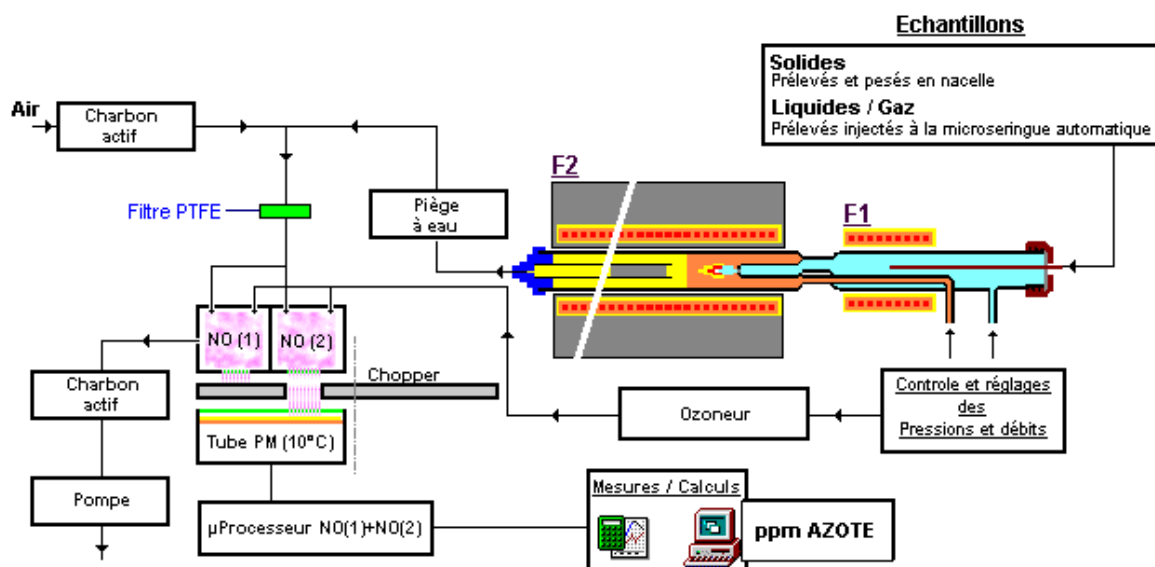 Echantillons
Solides
Prélevés et pesés en nacelle
Liquides / Gaz
Prélevés injectés à la microseringue automatique
Air
Charbon
actif
Filtre PTFE
Piège
à eau
F2
F1
NO (1)
NO (2)
Chopper
Charbon
actif
Tube PM (10°C)
Ozoneur
Controle et réglages
des
Pressions et débits
Pompe
µProcesseur NO(1)+NO(2)
Mesures / Calculs
ppm AZOTE